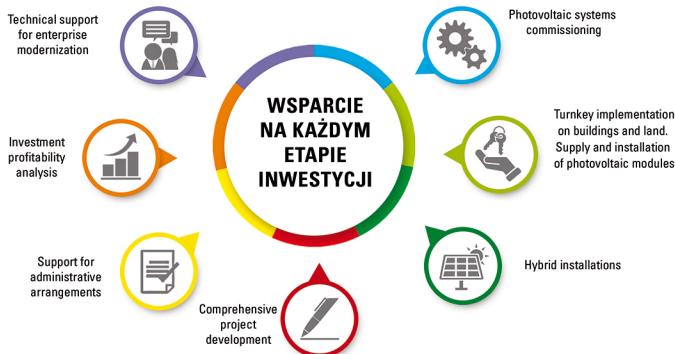 Technical support
for enterprise
modernization
Photovoltaic systems
commissioning
WSPARCIE
NA KAŻDYM
ETAPIE
INWESTYCJI
Investment
profitability
analysis
Turnkey implementation
on buildings and land.
Supply and installation
of photovoltaic modules
Support for
administrative
arrangements
Hybrid installations
Comprehensive
project
development